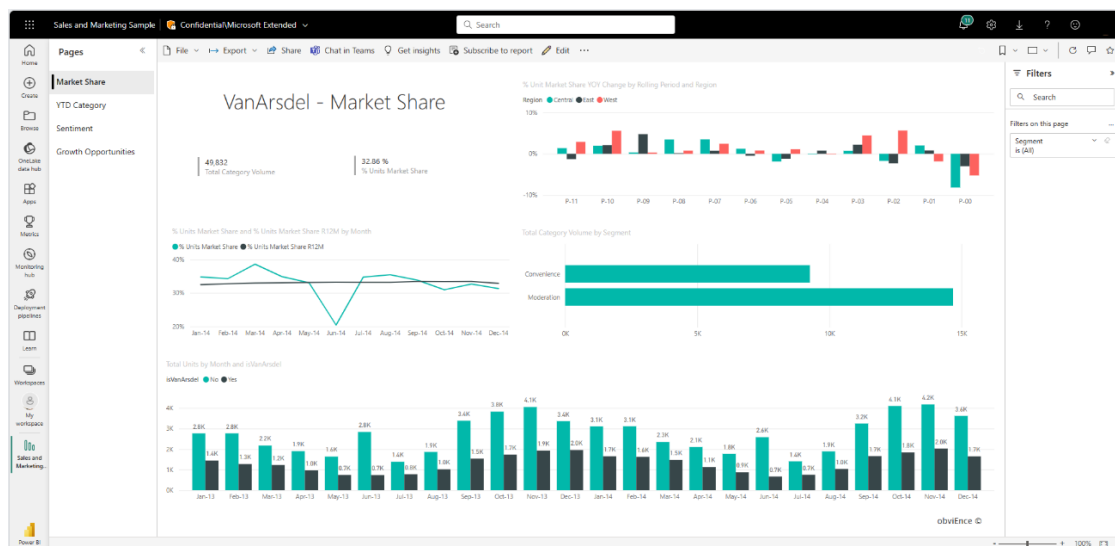 Sales and Marketing Sample | Confidential\Microsoft Extended
Search
11
Home
Create
Browse
OneLake
data hub
Apps
Metrics
Monitoring
hub
Deployment
pipelines
Learn
Workspaces
My
workspace
Sales and
Marketing...
Power BI
Pages
Market Share
YTD Category
Sentiment
Growth Opportunities
File Export Share Chat in Teams Get insights Subscribe to report Edit ...
VanArsdel - Market Share
49,832
Total Category Volume
32.86 %
% Units Market Share
% Unit Market Share YOY Change by Rolling Period and Region
Region Central East West
10%
0%
-10%
P-11 P-10 P-09 P-08 P-07 P-06 P-05 P-04 P-03 P-02 P-01 P-00
% Units Market Share and % Units Market Share R12M by Month
% Units Market Share % Units Market Share R12M
40%
30%
20%
Jan-14 Feb-14 Mar-14 Apr-14 May-14 Jun-14 Jul-14 Aug-14 Sep-14 Oct-14 Nov-14 Dec-14
Total Category Volume by Segment
Convenience
Moderation
0K 5K 10K 15K
Total Units by Month and isVanArsdel
isVanArsdel No Yes
4K
2K
1K
0K
2.8K 1.4K 2.8K 1.3K 2.2K 1.2K 1.9K 1.0K 1.6K 0.7K 2.8K 0.7K 1.4K 0.8K 1.9K 1.0K 3.4K 1.5K 3.8K 1.7K 4.1K 1.9K 3.4K 2.0K 3.1K 1.7K 3.1K 1.6K 2.3K 1.5K 2.1K 1.1K 1.8K 0.9K 2.6K 0.7K 1.4K 0.7K 1.9K 1.0K 3.2K 1.7K 4.1K 1.8K 4.2K 2.0K 3.6K 1.7K
Jan-13 Feb-13 Mar-13 Apr-13 May-13 Jun-13 Jul-13 Aug-13 Sep-13 Oct-13 Nov-13 Dec-13 Jan-14 Feb-14 Mar-14 Apr-14 May-14 Jun-14 Jul-14 Aug-14 Sep-14 Oct-14 Nov-14 Dec-14
obviEnce ©
Filters
Search
Filters on this page
...
Segment
is (All)
- + 100%